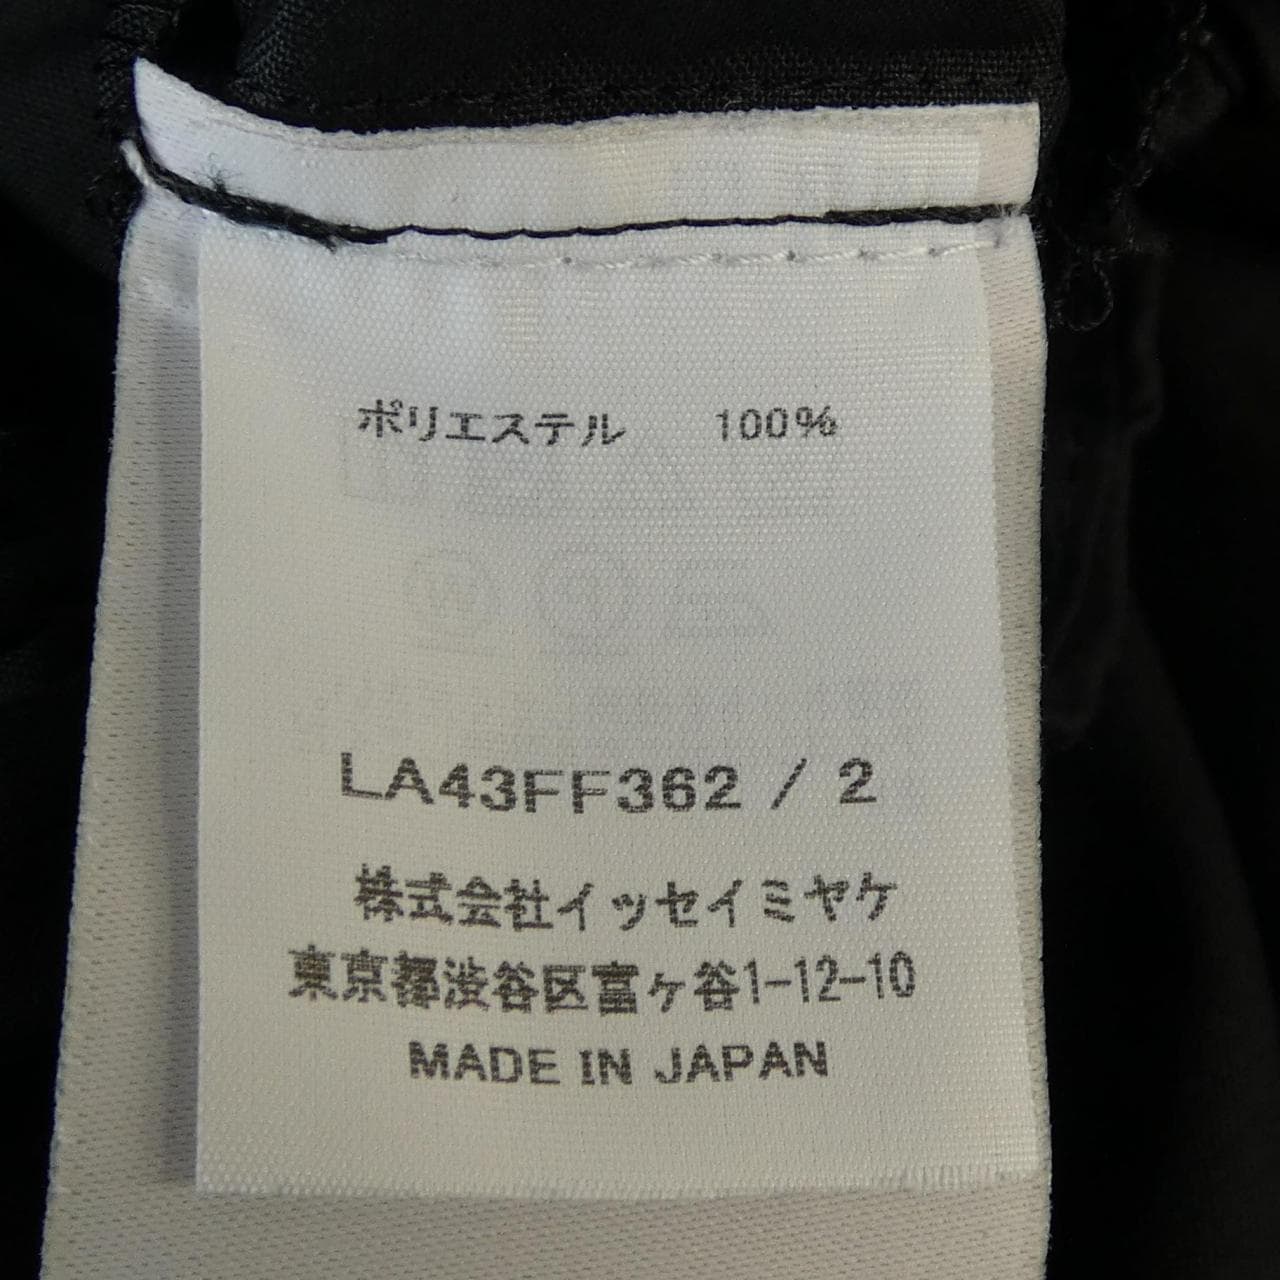 ポリエステル 100%
LA43FF362 / 2
株式会社イッセイミヤケ
東京都渋谷区富ヶ谷1-12-10
MADE IN JAPAN